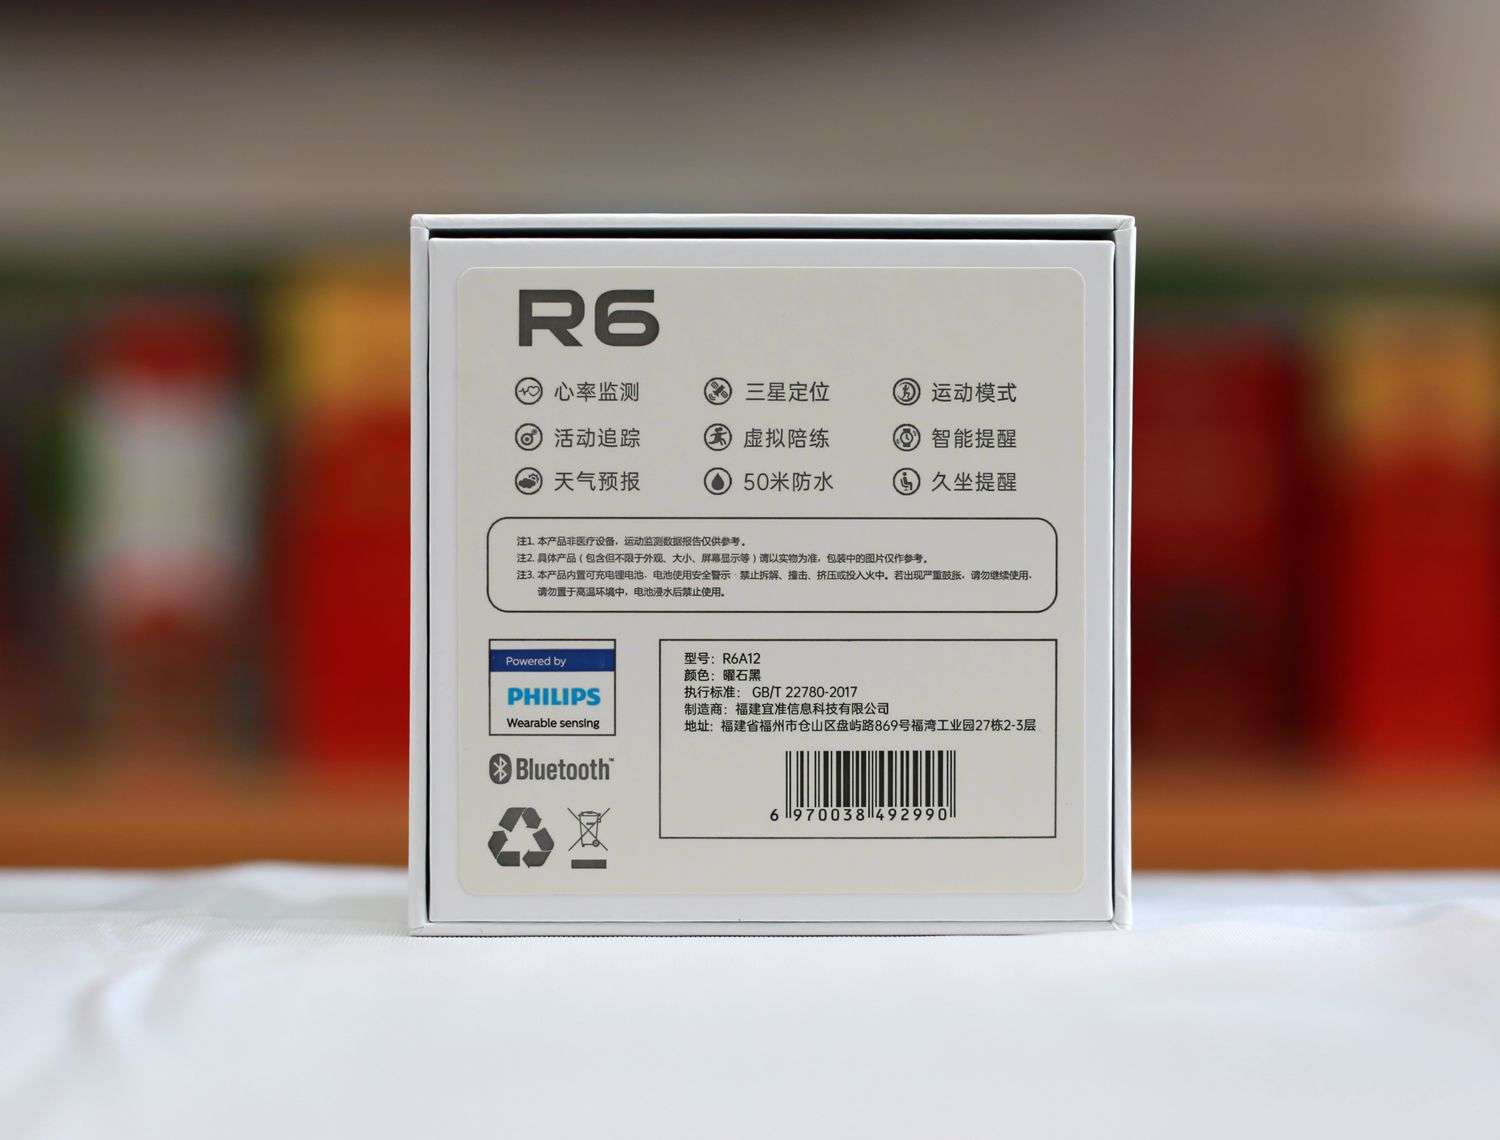 R6
心率监测 三星定位 运动模式
活动追踪 虚拟陪练 智能提醒
天气预报 50米防水 久坐提醒
注1. 本产品非医疗设备，运动监测数据报告仅供参考。
注2. 具体产品（包含但不限于外观、大小、屏幕显示等）请以实物为准，包装中的图片仅作参考。
注3. 本产品内置可充电锂电池，电池使用安全警示：禁止拆解、撞击、挤压或投入火中。若出现严重鼓胀，请勿继续使用，
请勿置于高温环境中，电池浸水后禁止使用。
Powered by
PHILIPS
Wearable sensing
Bluetooth™
型号：R6A12
颜色：曜石黑
执行标准： GB/T 22780-2017
制造商：福建宜准信息科技有限公司
地址：福建省福州市仓山区盘屿路869号福湾工业园27栋2-3层
6 970038 492990